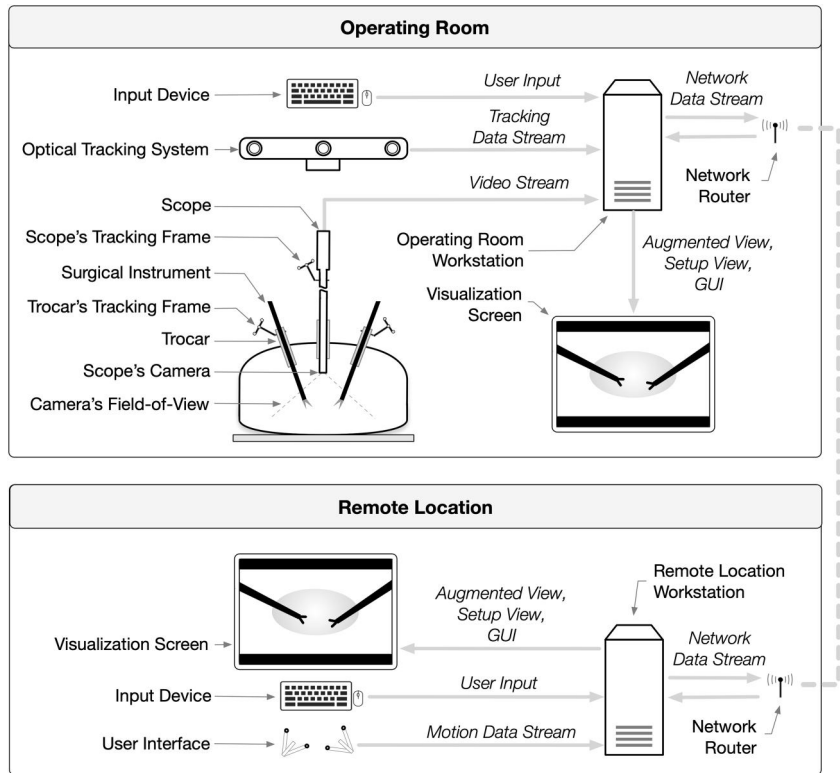 Operating Room
Input Device
User Input
Network
Data Stream
Optical Tracking System
Tracking
Data Stream
Network
Router
Scope
Video Stream
Scope's Tracking Frame
Surgical Instrument
Trocar's Tracking Frame
Trocar
Scope's Camera
Camera's Field-of-View
Operating Room
Workstation
Augmented View,
Setup View,
GUI
Visualization
Screen
Remote Location
Visualization Screen
Augmented View,
Setup View,
GUI
Remote Location
Workstation
Network
Data Stream
Input Device
User Input
User Interface
Motion Data Stream
Network
Router